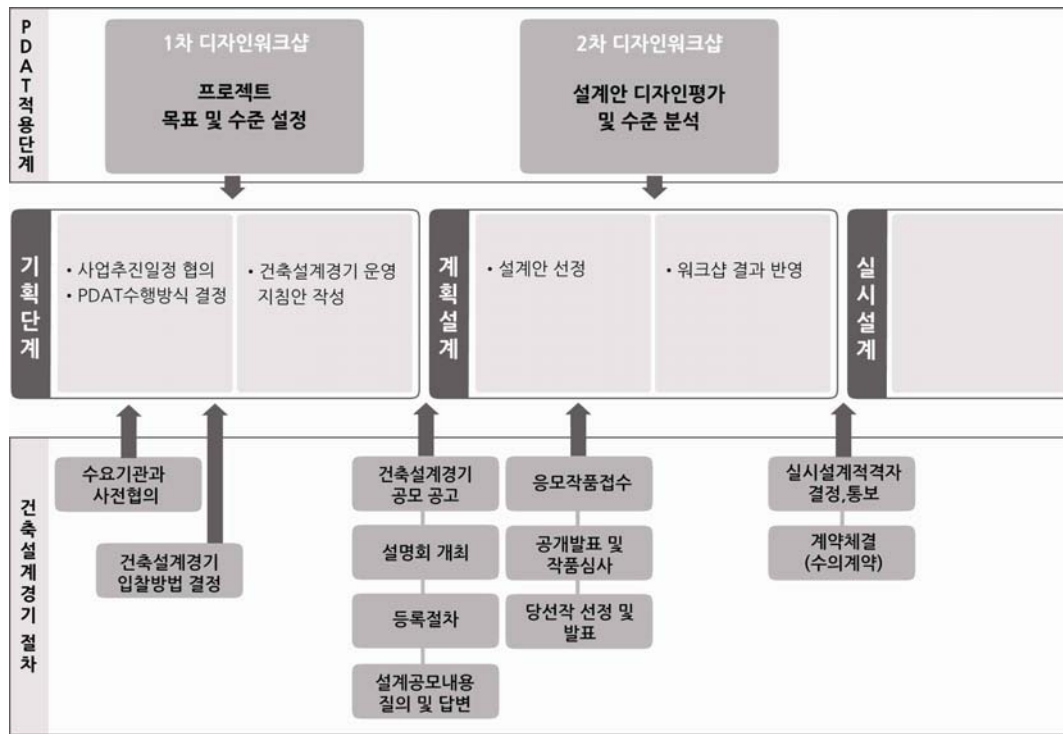 PDAT적용단계
1차 디자인워크샵
프로젝트
목표 및 수준 설정
2차 디자인워크샵
설계안 디자인평가
및 수준 분석
기획단계
• 사업추진일정 협의
• PDAT수행방식 결정
• 건축설계경기 운영
지침안 작성
계획설계
• 설계안 선정
• 워크샵 결과 반영
실시설계
건축설계경기 절차
수요기관과
사전협의
건축설계경기
입찰방법 결정
건축설계경기
공모 공고
설명회 개최
등록절차
설계공모내용
질의 및 답변
응모작품접수
공개발표 및
작품심사
당선작 선정 및
발표
실시설계적격자
결정,통보
계약체결
(수의계약)